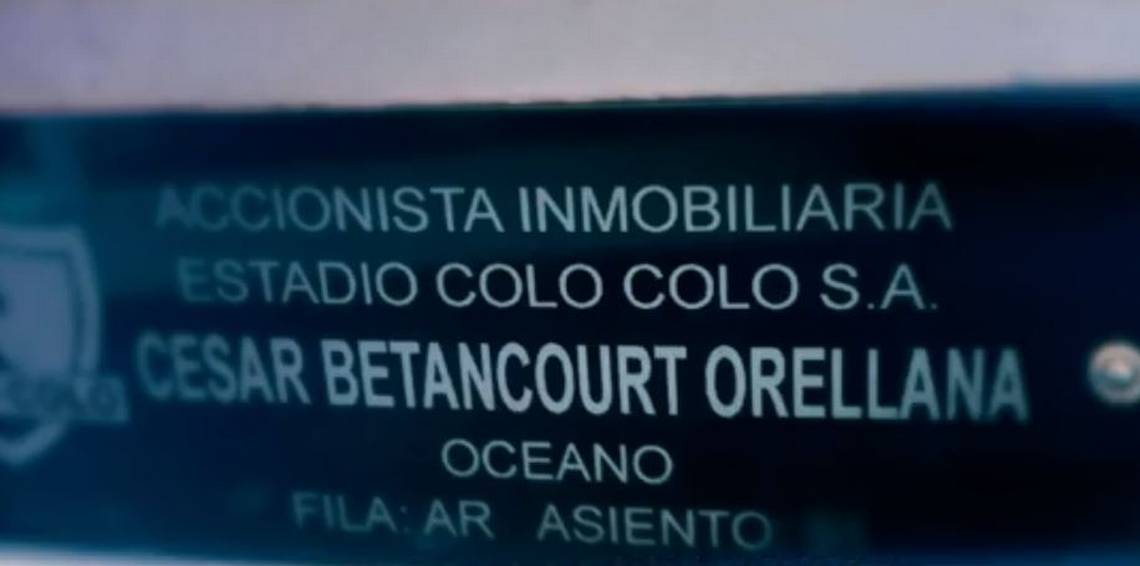 ACCIONISTA INMOBILIARIA
ESTADIO COLO COLO S.A.
CESAR BETANCOURT ORELLANA
OCEANO
FILA: AR ASIENTO